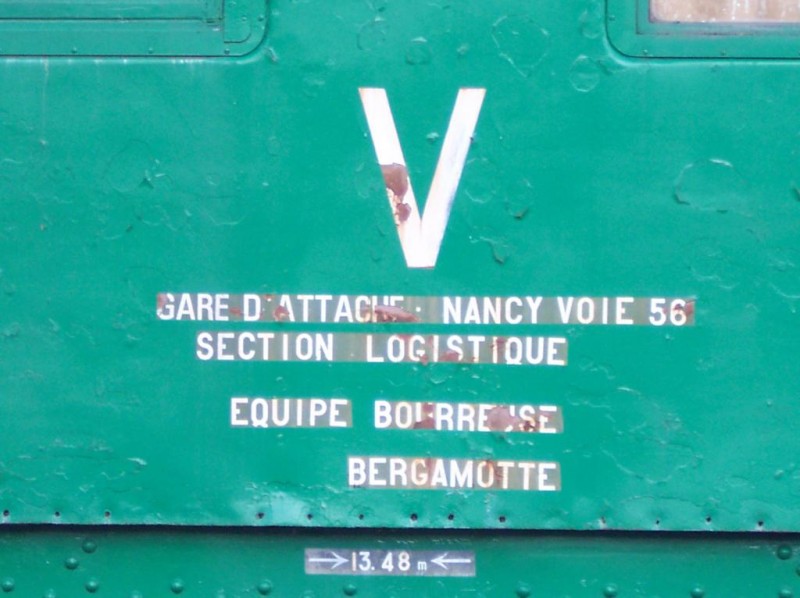 V
GARE D'ATTACHE: NANCY VOIE 56
SECTION LOGISTIQUE
EQUIPE BOURREUSE
BERGAMOTTE
→13.48 m←